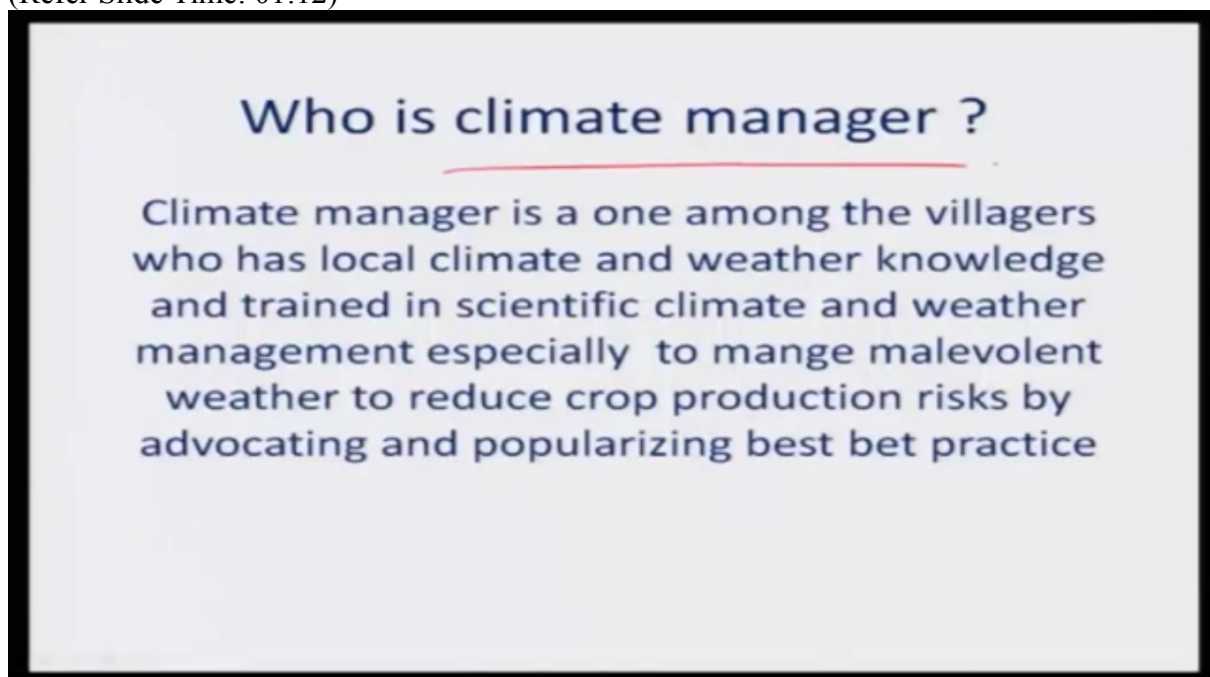 (Refer Slide Time: 01:12)
Who is climate manager ?
Climate manager is a one among the villagers
who has local climate and weather knowledge
and trained in scientific climate and weather
management especially to mange malevolent
weather to reduce crop production risks by
advocating and popularizing best bet practice